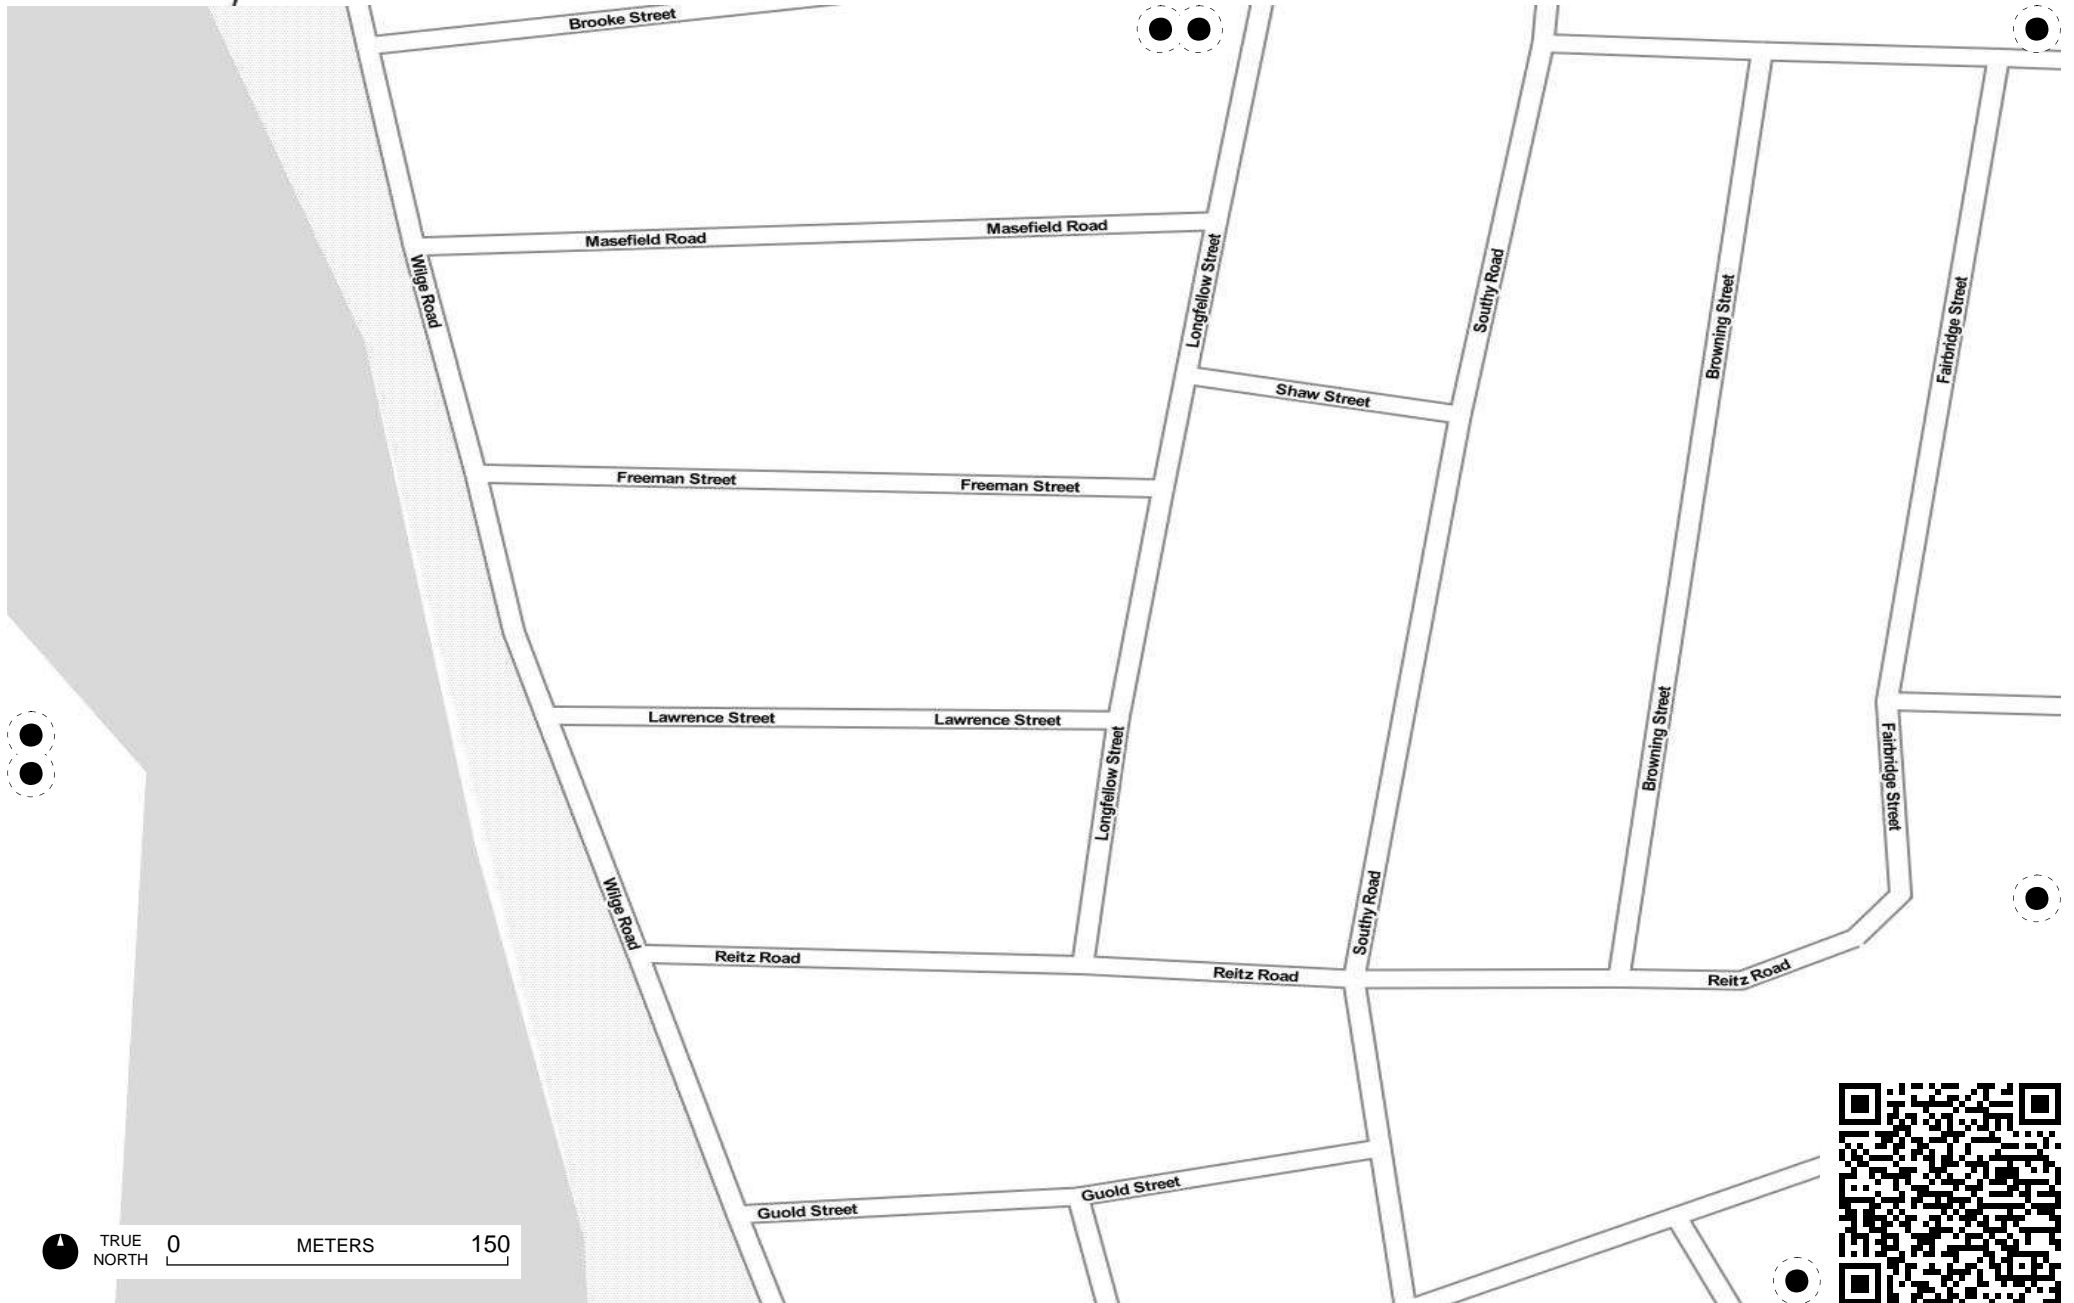 Brooke Street
Masefield Road
Masefield Road
Wilge Road
Longfellow Street
Southy Road
Browning Street
Fairbridge Street
Shaw Street
Freeman Street
Freeman Street
Lawrence Street
Lawrence Street
Longfellow Street
Browning Street
Fairbridge Street
Wilge Road
Southy Road
Reitz Road
Reitz Road
Reitz Road
Guold Street
Guold Street
TRUE
NORTH
0 METERS 150